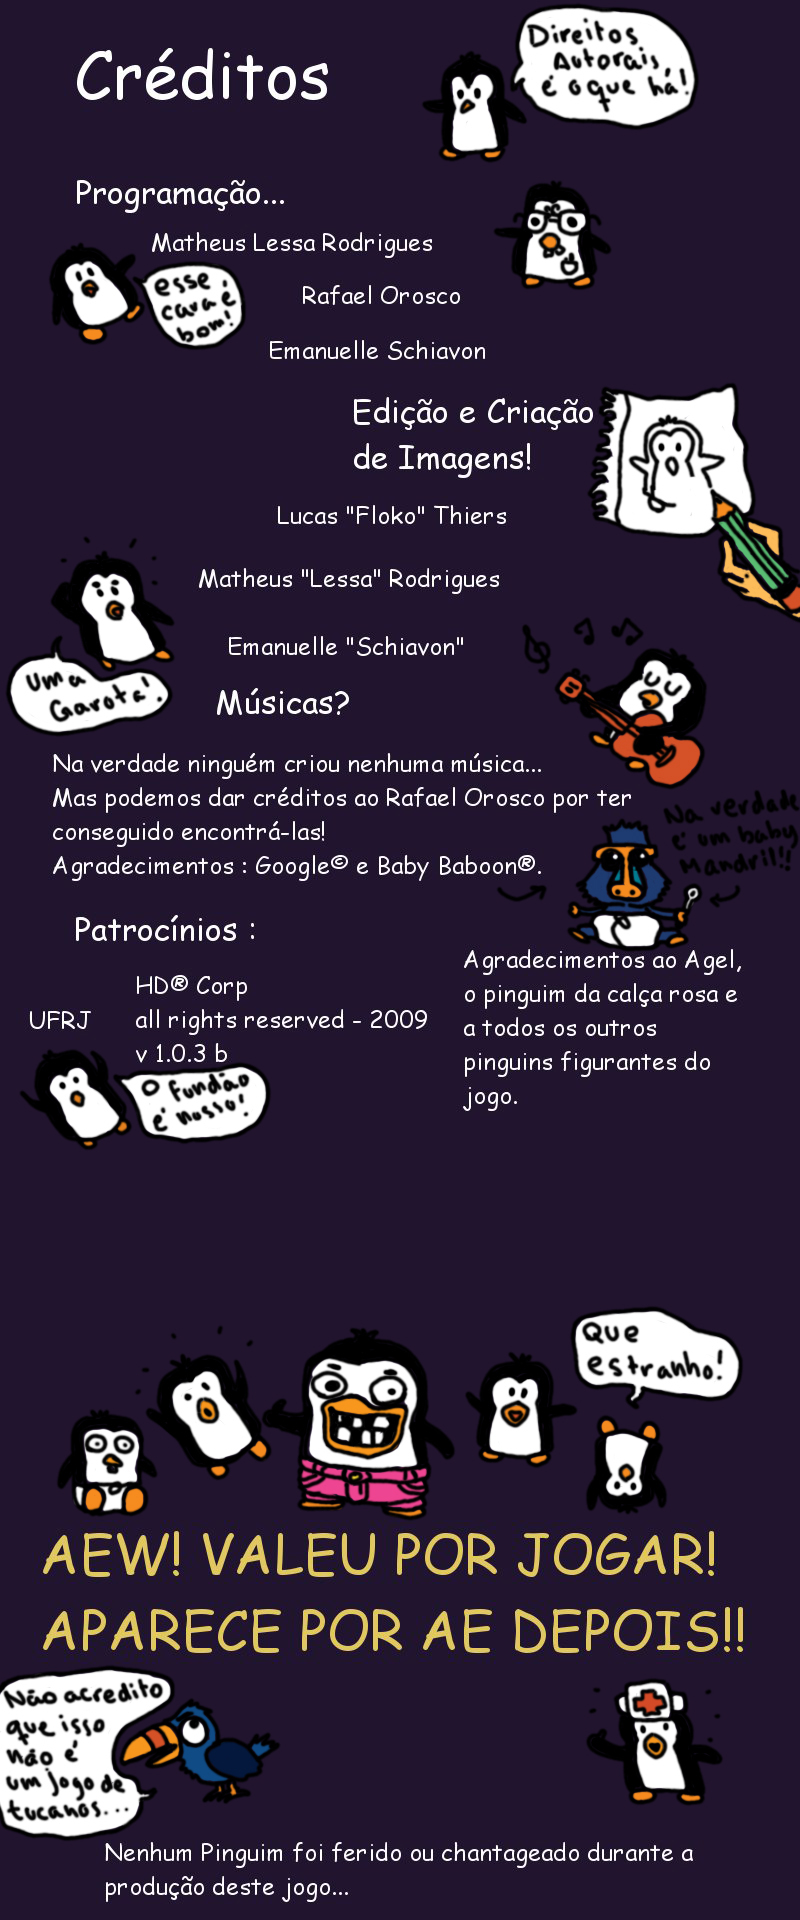 Créditos
Direitos
Autorais,
é o que há!
Programação...
Matheus Lessa Rodrigues
esse
cara é
bom!
Rafael Orosco
Emanuelle Schiavon
Edição e Criação
de Imagens!
Lucas "Floko" Thiers
Matheus "Lessa" Rodrigues
Emanuelle "Schiavon"
Uma
Garota!
Músicas?
Na verdade ninguém criou nenhuma música...
Mas podemos dar créditos ao Rafael Orosco por ter
conseguido encontrá-las!
Agradecimentos : Google© e Baby Baboon®.
Na verdade
é um baby
Mandril!!
Patrocínios :
HD® Corp
UFRJ
all rights reserved - 2009
v 1.0.3 b
O Fundão
é nosso!
Agradecimentos ao Agel,
o pinguim da calça rosa e
a todos os outros
pinguins figurantes do
jogo.
Que
estranho!
AEW! VALEU POR JOGAR!
APARECE POR AE DEPOIS!!
Não acredito
que isso
não é
um jogo de
tucanos...
Nenhum Pinguim foi ferido ou chantageado durante a
produção deste jogo...